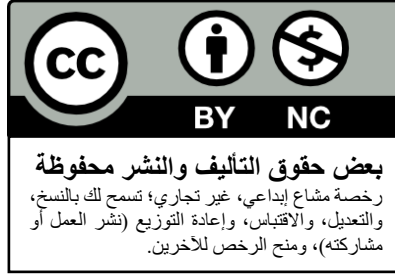 cc
BY NC
بعض حقوق التأليف والنشر محفوظة
رخصة مشاع إبداعي، غير تجاري؛ تسمح لك بالنسخ،
والتعديل، والاقتباس، وإعادة التوزيع (نشر العمل أو
مشاركته)، ومنح الرخص للآخرين.